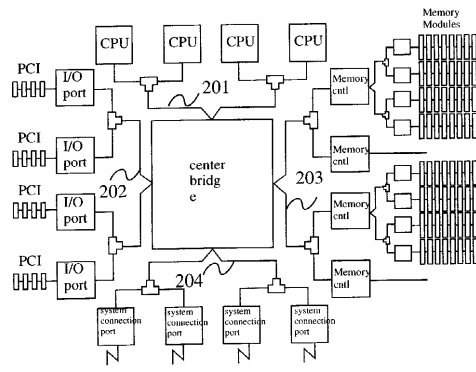 Memory
Modules
CPU
CPU
CPU
CPU
PCI
I/O
port
201
Memory
cntl
PCI
I/O
port
202
center
bridg
e
203
Memory
cntl
PCI
I/O
port
Memory
cntl
PCI
I/O
port
204
Memory
cntl
system
connection
port
system
connection
port
system
connection
port
system
connection
port